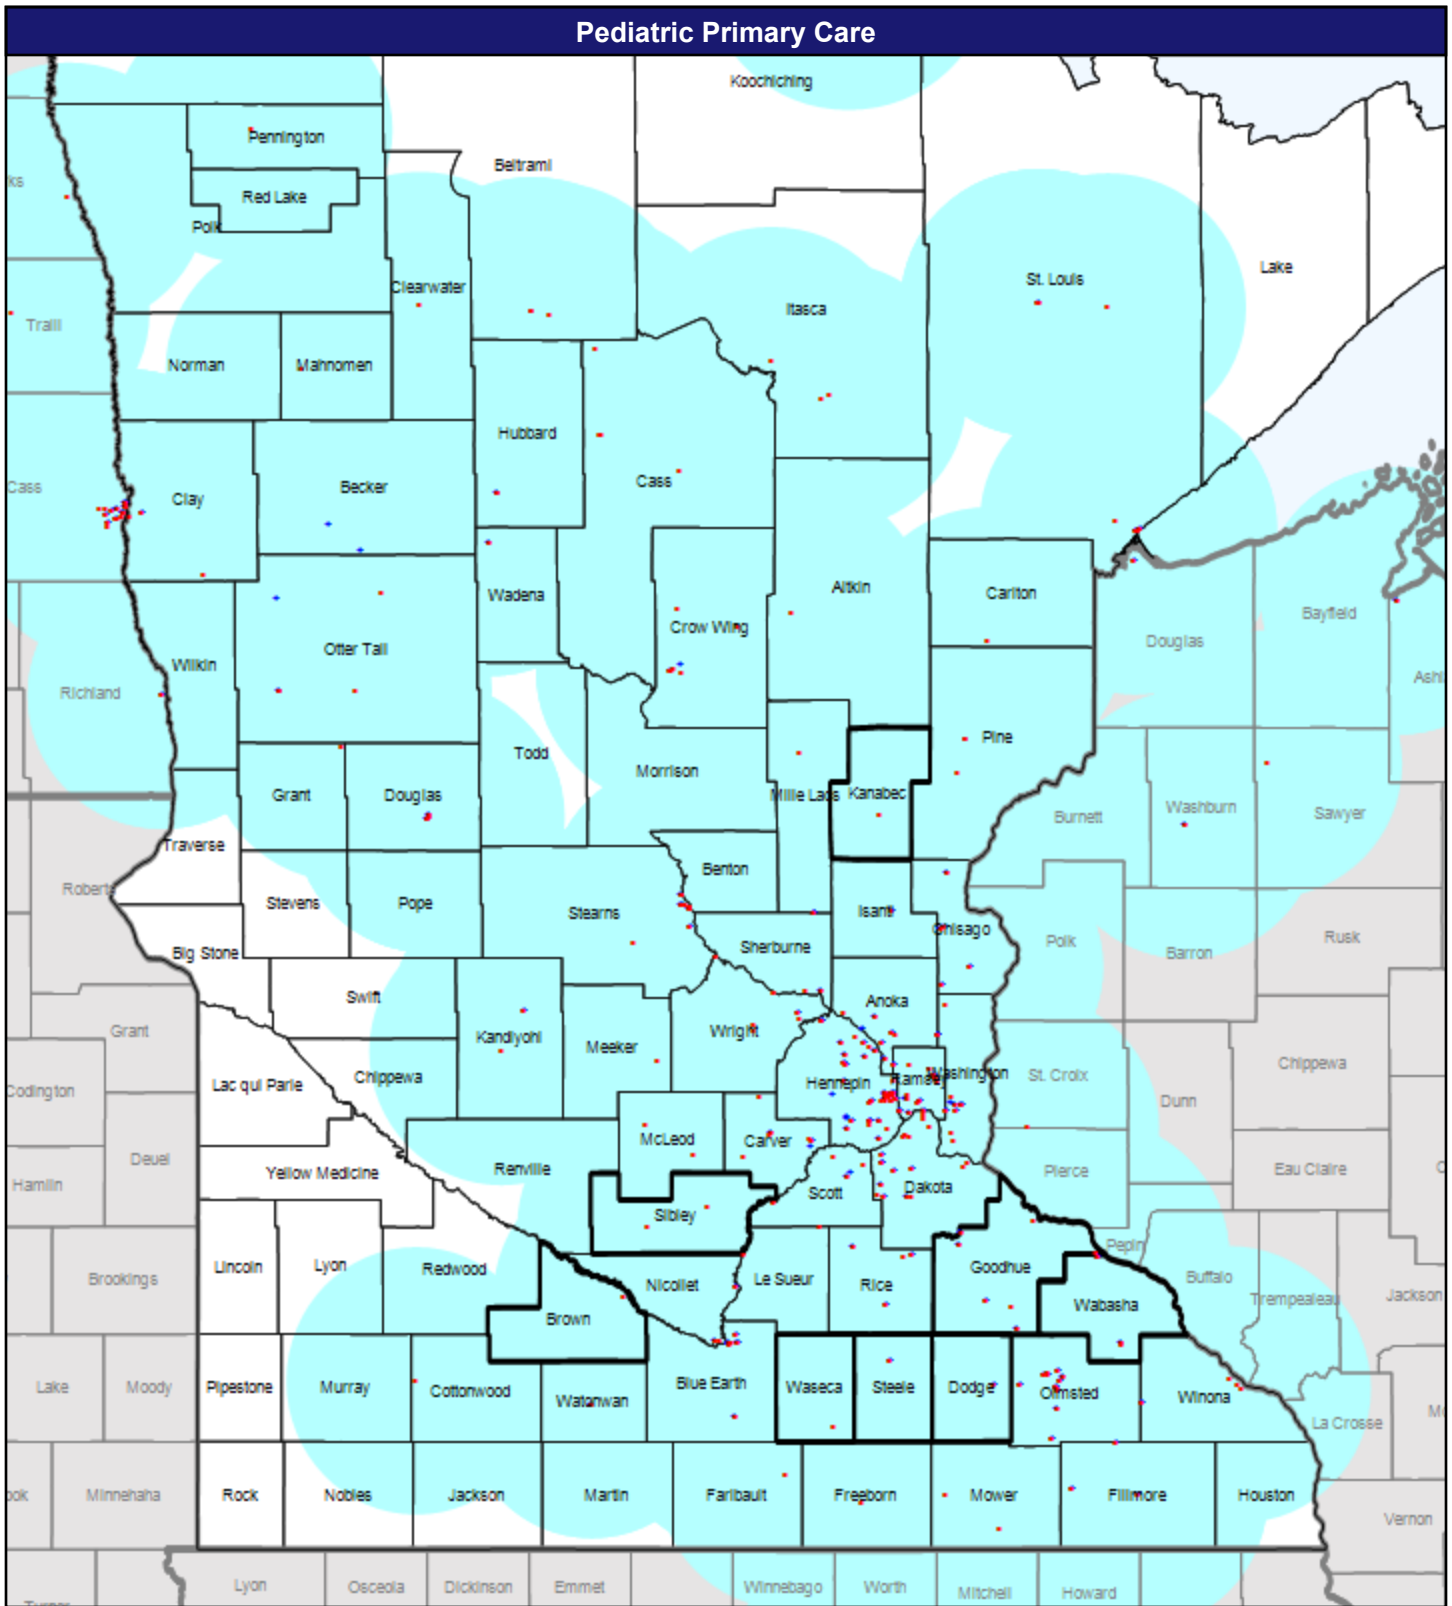 Pediatric Primary Care
Koochiching
Pennington
Beltrami
ks
Red Lake
Polk
Lake
St. Louis
Clearwater
Itasca
Traill
Norman
Mahnomen
Hubbard
Cass
Becker
Cass
Clay
Aitkin
Carlton
Wadena
Bayfield
Crow Wing
Douglas
Otter Tail
Wilkin
Ashl
Richland
Pine
Todd
Morrison
Grant
Douglas
Mille Lacs
Kanabec
Washburn
Sawyer
Burnett
Traverse
Benton
Roberts
Stevens
Pope
Stearns
Isanti
Chisago
Rusk
Polk
Sherburne
Big Stone
Barron
Swift
Anoka
Grant
Wright
Kandiyohi
Meeker
Chippewa
Chippewa
Washington
St. Croix
Ramsey
Hennepin
Lac qui Parle
Codington
Dunn
McLeod
Carver
Deuel
Renville
Eau Claire
Pierce
Yellow Medicine
Hamlin
Dakota
Scott
Sibley
Pepin
Lincoln
Lyon
Redwood
Goodhue
Buffalo
Brookings
Le Sueur
Rice
Nicollet
Jackson
Trempealeau
Wabasha
Brown
Lake
Moody
Pipestone
Murray
Cottonwood
Blue Earth
Waseca
Steele
Dodge
Olmsted
Winona
Watonwan
La Crosse
Minnehaha
Rock
Nobles
Jackson
Martin
Faribault
Freeborn
Mower
Fillmore
Houston
ook
Vernon
Lyon
Osceola
Dickinson
Emmet
Winnebago
Worth
Mitchell
Howard